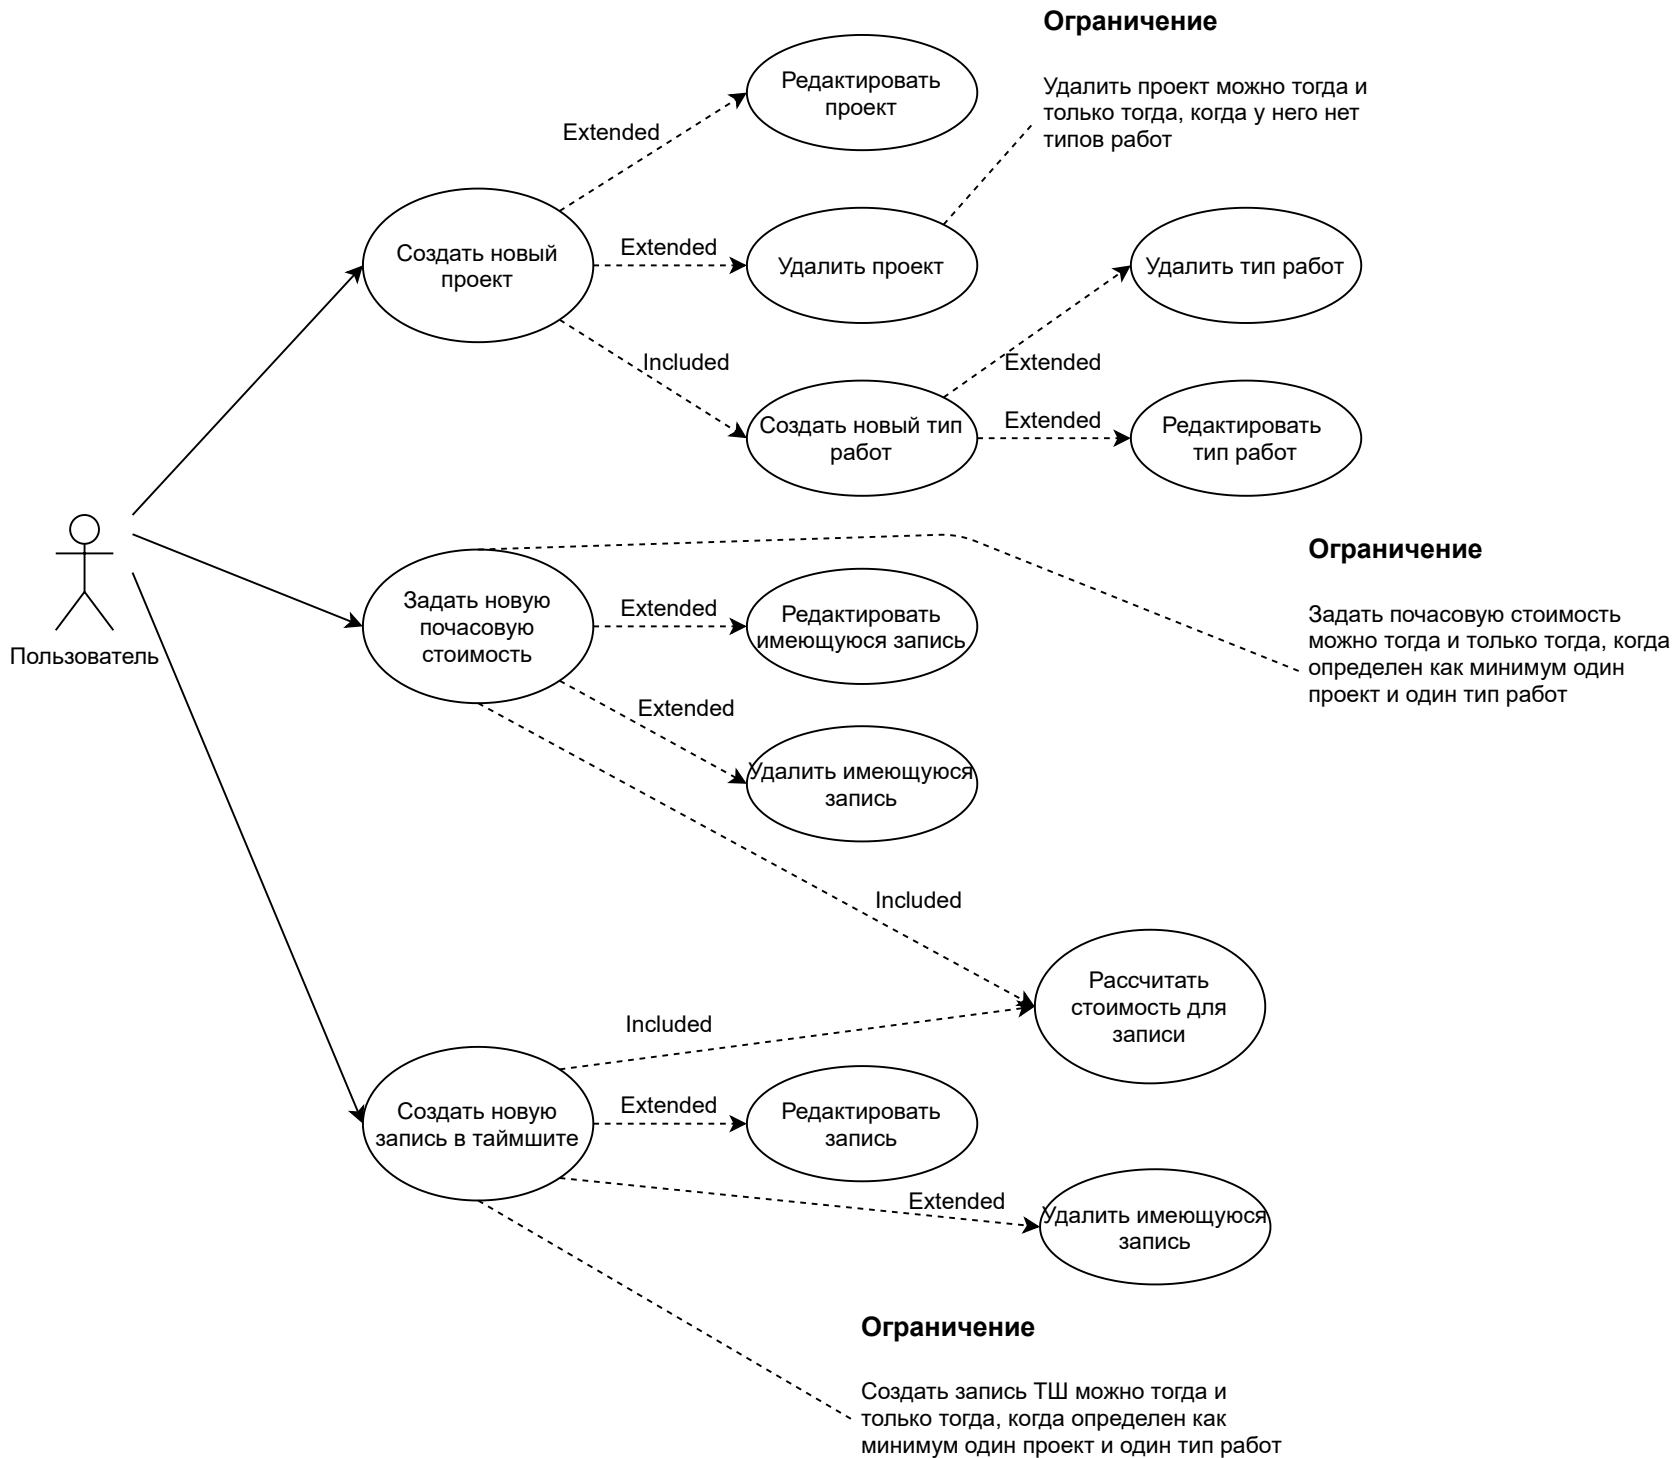 Ограничение
Удалить проект можно тогда и
только тогда, когда у него нет
типов работ
Редактировать
проект
Extended
Создать новый
проект
Extended
Удалить проект
Удалить тип работ
Included
Extended
Создать новый тип
работ
Extended
Редактировать
тип работ
Пользователь
Ограничение
Задать почасовую стоимость
можно тогда и только тогда, когда
определен как минимум один
проект и один тип работ
Задать новую
почасовую
стоимость
Extended
Редактировать
имеющуюся запись
Extended
Удалить имеющуюся
запись
Included
Рассчитать
стоимость для
записи
Included
Создать новую
запись в таймшите
Extended
Редактировать
запись
Extended
Удалить имеющуюся
запись
Ограничение
Создать запись ТШ можно тогда и
только тогда, когда определен как
минимум один проект и один тип работ